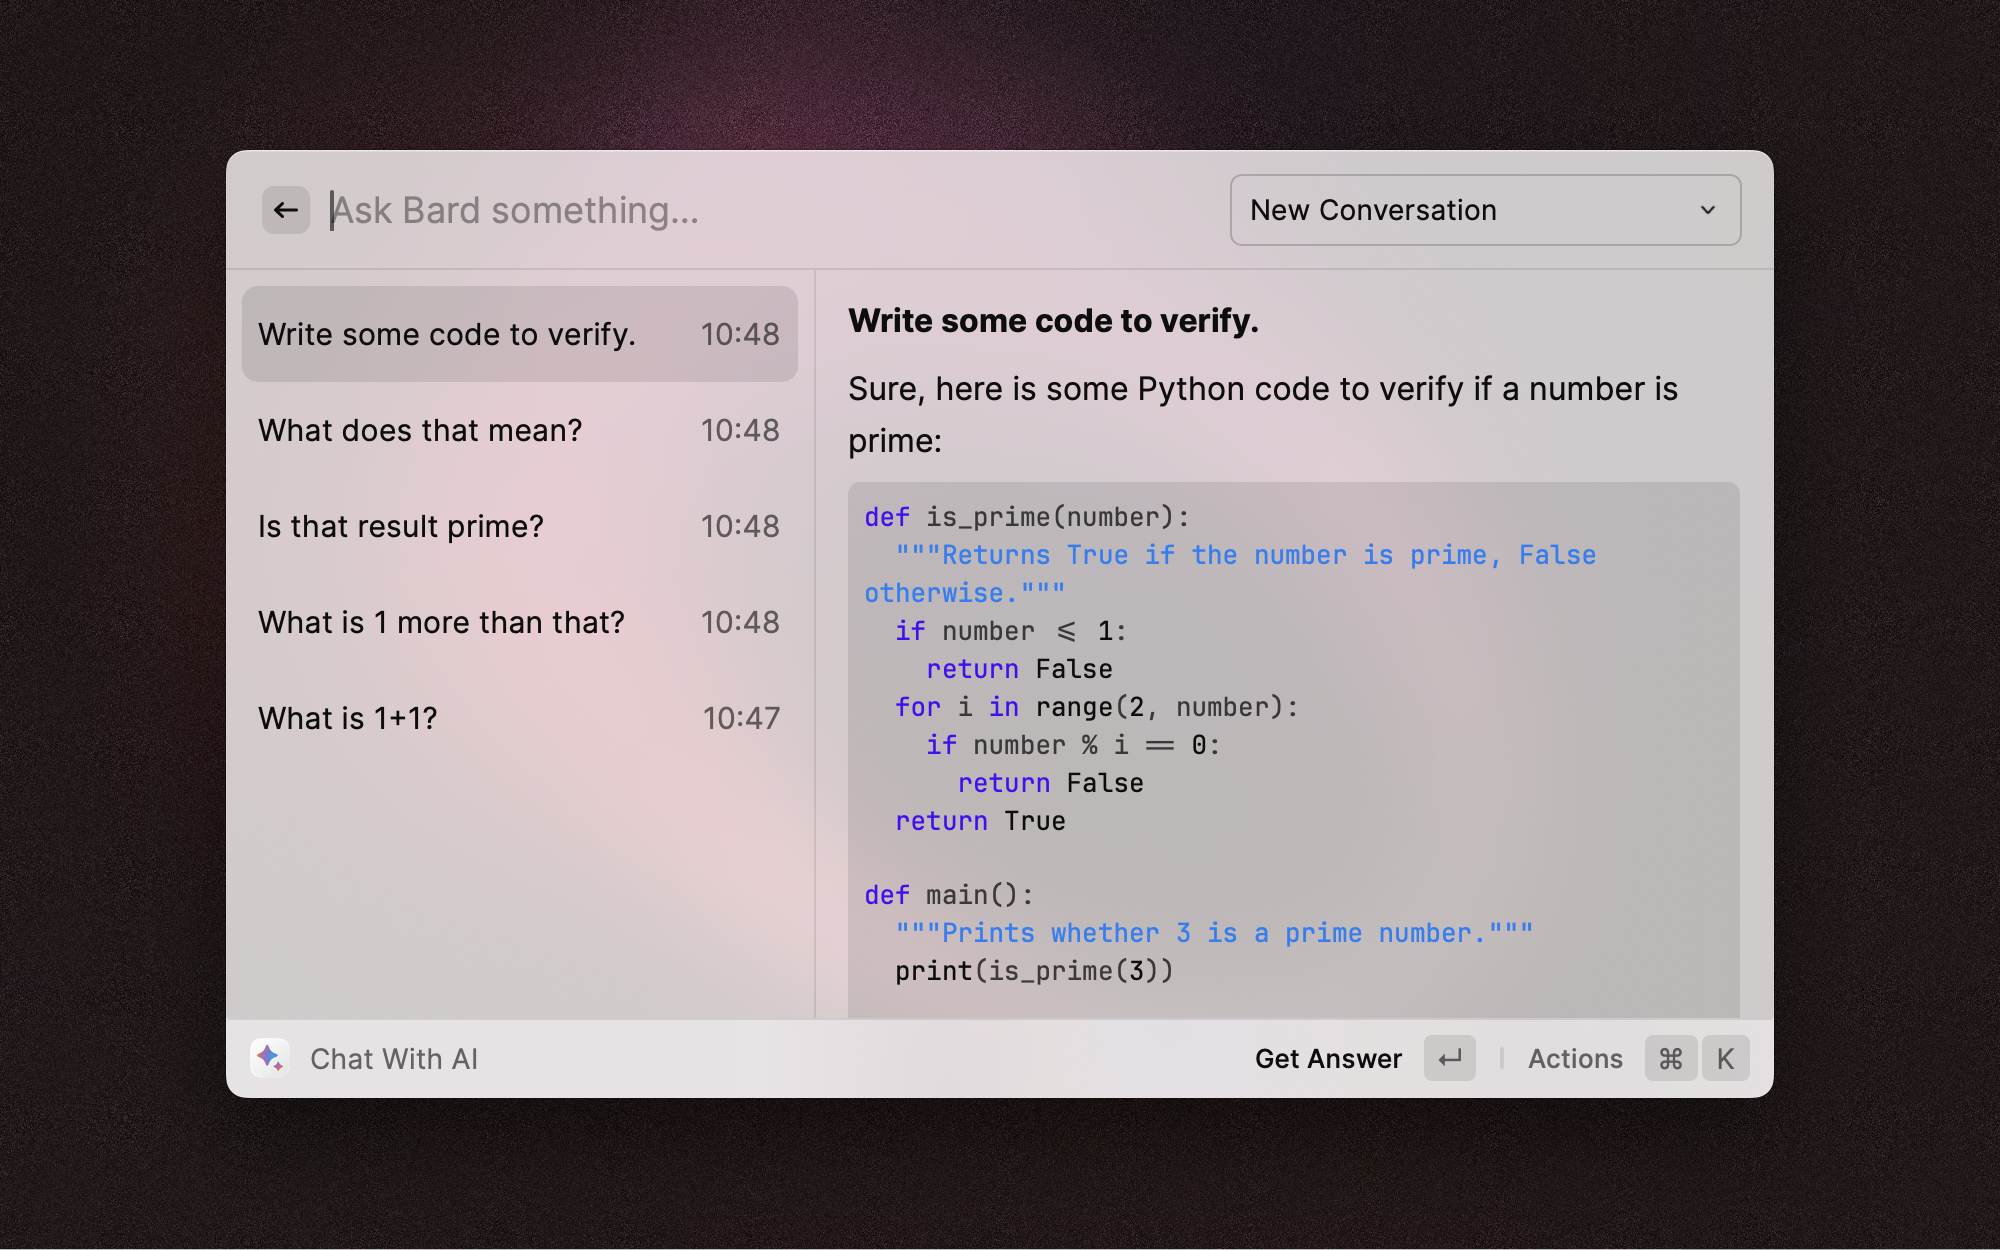 Ask Bard something...
New Conversation
Write some code to verify. 10:48
What does that mean? 10:48
Is that result prime? 10:48
What is 1 more than that? 10:48
What is 1+1? 10:47
Write some code to verify.
Sure, here is some Python code to verify if a number is
prime:
def is_prime(number):
  """Returns True if the number is prime, False
otherwise."""
  if number <= 1:
    return False
  for i in range(2, number):
    if number % i == 0:
      return False
  return True
def main():
  """Prints whether 3 is a prime number."""
  print(is_prime(3))
Chat With AI
Get Answer ↵ Actions ⌘ K